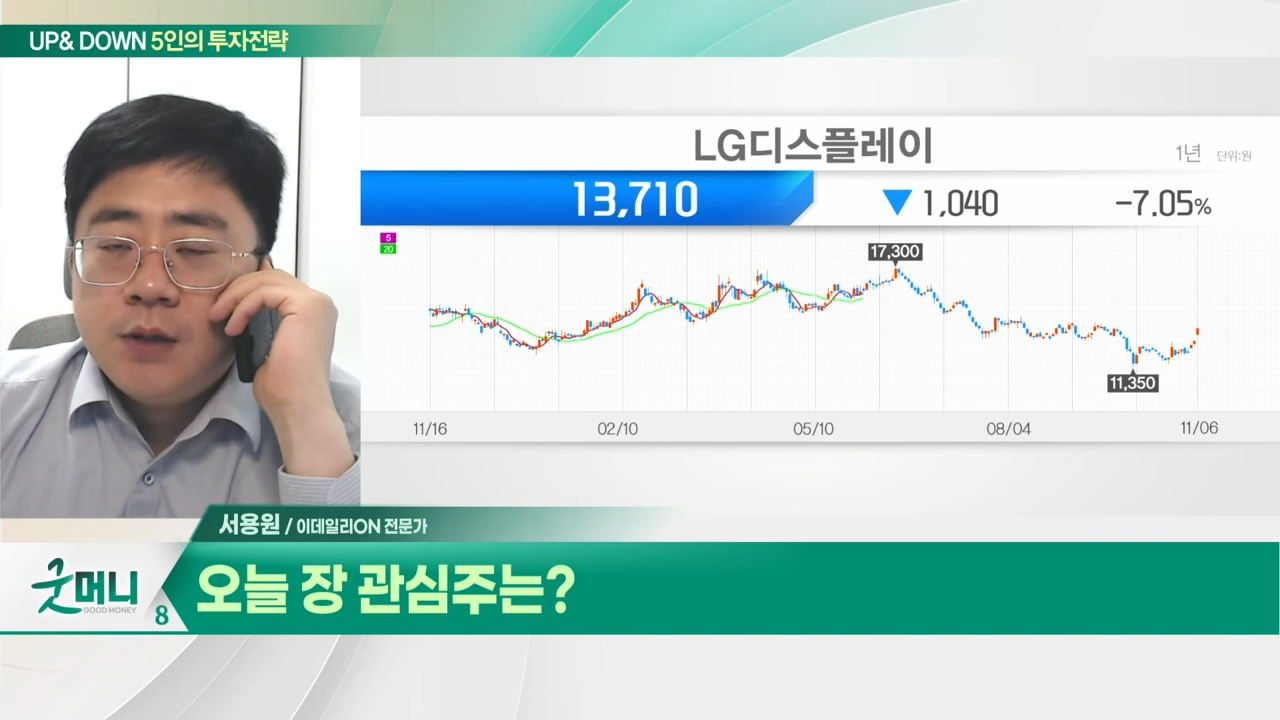 UP& DOWN 5인의 투자전략
LG디스플레이
1년 단위:원
13,710 ▼ 1,040 -7.05%
5
20
17,300
11,350
11/16 02/10 05/10 08/04 11/06
서용원 / 이데일리ON 전문가
굿머니
GOOD MONEY
8
오늘 장 관심주는?